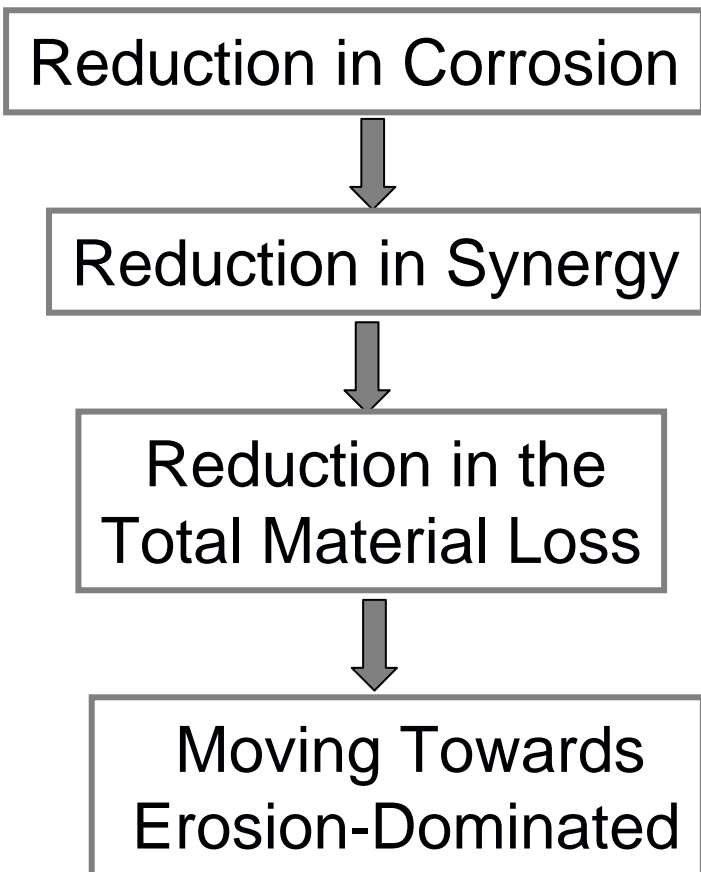 Reduction in Corrosion
Reduction in Synergy
Reduction in the
Total Material Loss
Moving Towards
Erosion-Dominated